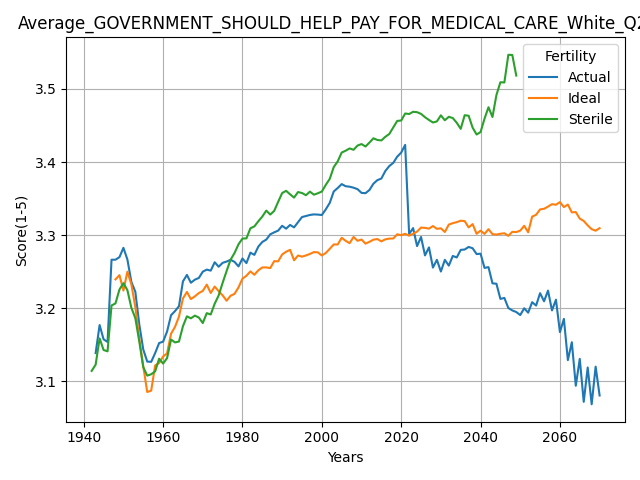 Average_GOVERNMENT_SHOULD_HELP_PAY_FOR_MEDICAL_CARE_White_Q2
Fertility
Actual
Ideal
Sterile
Score(1-5)
3.5
3.4
3.3
3.2
3.1
1940 1960 1980 2000 2020 2040 2060
Years